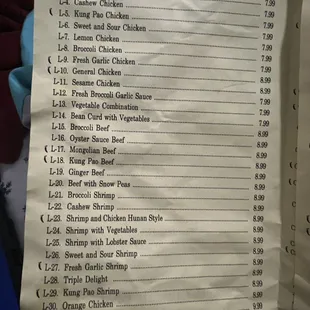 L-4. Cashew Chicken 7.99
( L-5. Kung Pao Chicken 7.99
L-6. Sweet and Sour Chicken 7.99
L-7. Lemon Chicken 7.99
L-8. Broccoli Chicken 7.99
( L-9. Fresh Garlic Chicken 7.99
( L-10. General Chicken 7.99
L-11. Sesame Chicken 8.99
L-12. Fresh Broccoli Garlic Sauce 7.99
L-13. Vegetable Combination 7.99
L-14. Bean Curd with Vegetables 7.99
L-15. Broccoli Beef 8.99
L-16. Oyster Sauce Beef 8.99
( L-17. Mongolian Beef 8.99
( L-18. Kung Pao Beef 8.99
L-19. Ginger Beef 8.99
L-20. Beef with Snow Peas 8.99
L-21. Broccoli Shrimp 8.99
L-22. Cashew Shrimp 8.99
( L-23. Shrimp and Chicken Hunan Style 8.99
L-24. Shrimp with Vegetables 8.99
L-25. Shrimp with Lobster Sauce 8.99
L-26. Sweet and Sour Shrimp 8.99
( L-27. Fresh Garlic Shrimp 8.99
L-28. Triple Delight 8.99
( L-29. Kung Pao Shrimp 8.99
L-30. Orange Chicken 8.99